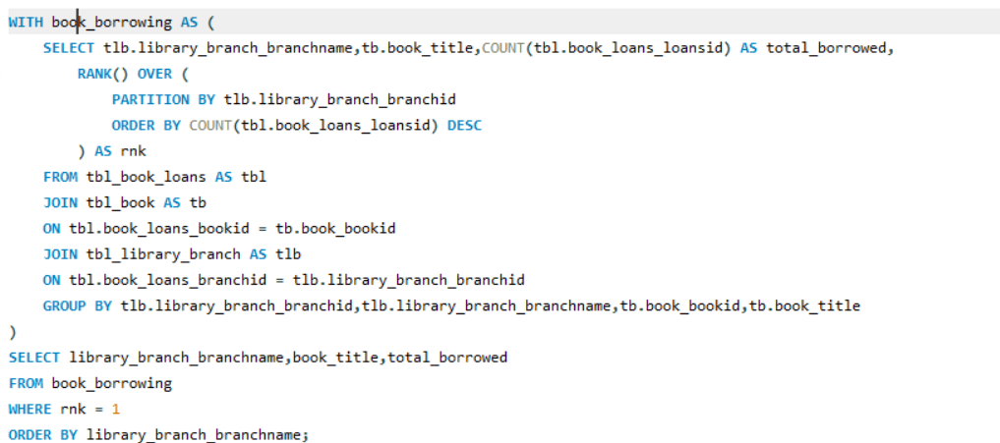 WITH book_borrowing AS (
SELECT tlb.library_branch_branchname,tb.book_title,COUNT(tbl.book_loans_loansid) AS total_borrowed,
RANK() OVER (
PARTITION BY tlb.library_branch_branchid
ORDER BY COUNT(tbl.book_loans_loansid) DESC
) AS rnk
FROM tbl_book_loans AS tbl
JOIN tbl_book AS tb
ON tbl.book_loans_bookid = tb.book_bookid
JOIN tbl_library_branch AS tlb
ON tbl.book_loans_branchid = tlb.library_branch_branchid
GROUP BY tlb.library_branch_branchid,tlb.library_branch_branchname,tb.book_bookid,tb.book_title
)
SELECT library_branch_branchname,book_title,total_borrowed
FROM book_borrowing
WHERE rnk = 1
ORDER BY library_branch_branchname;